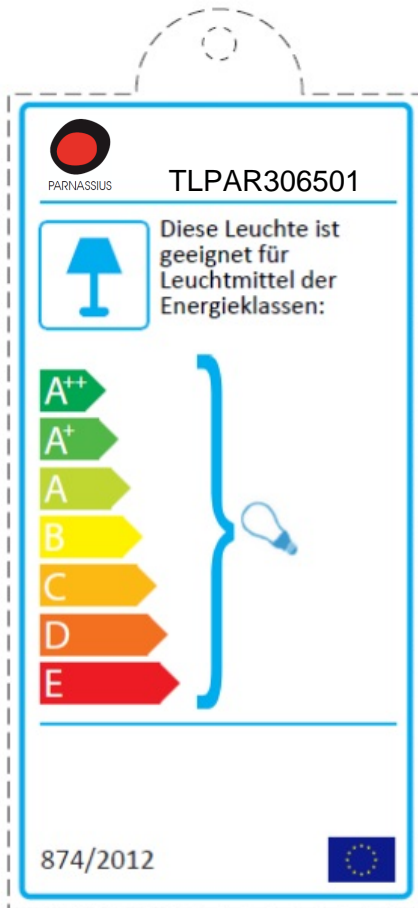 PARNASSIUS
TLPAR306501
Diese Leuchte ist
geeignet für
Leuchtmittel der
Energieklassen:
A++
A+
A
B
C
D
E
874/2012